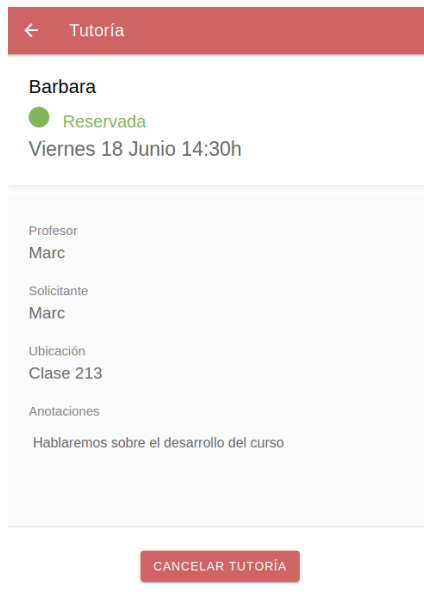 Tutoría
Barbara
Reservada
Viernes 18 Junio 14:30h
Profesor
Marc
Solicitante
Marc
Ubicación
Clase 213
Anotaciones
Hablaremos sobre el desarrollo del curso
CANCELAR TUTORÍA